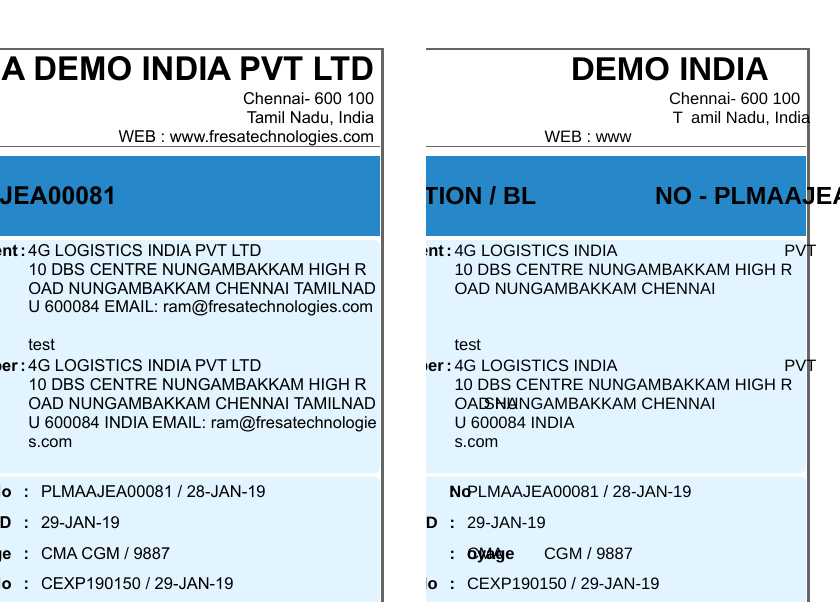 A DEMO INDIA PVT LTD
Chennai- 600 100
Tamil Nadu, India
WEB : www.fresatechnologies.com
JEA00081
ent : 4G LOGISTICS INDIA PVT LTD
10 DBS CENTRE NUNGAMBAKKAM HIGH R
OAD NUNGAMBAKKAM CHENNAI TAMILNAD
U 600084 EMAIL: ram@fresatechnologies.com
test
per : 4G LOGISTICS INDIA PVT LTD
10 DBS CENTRE NUNGAMBAKKAM HIGH R
OAD NUNGAMBAKKAM CHENNAI TAMILNAD
U 600084 INDIA EMAIL: ram@fresatechnologie
s.com
No : PLMAAJEA00081 / 28-JAN-19
D : 29-JAN-19
ge : CMA CGM / 9887
lo : CEXP190150 / 29-JAN-19
DEMO INDIA
Chennai- 600 100
T amil Nadu, India
WEB : www
TION / BL NO - PLMAAJEA
ent : 4G LOGISTICS INDIA PVT
10 DBS CENTRE NUNGAMBAKKAM HIGH R
OAD NUNGAMBAKKAM CHENNAI
test
per : 4G LOGISTICS INDIA PVT
10 DBS CENTRE NUNGAMBAKKAM HIGH R
OAD NUNGAMBAKKAM CHENNAI
U 600084 INDIA
s.com
No : PLMAAJEA00081 / 28-JAN-19
D : 29-JAN-19
oyage : CMA CGM / 9887
lo : CEXP190150 / 29-JAN-19